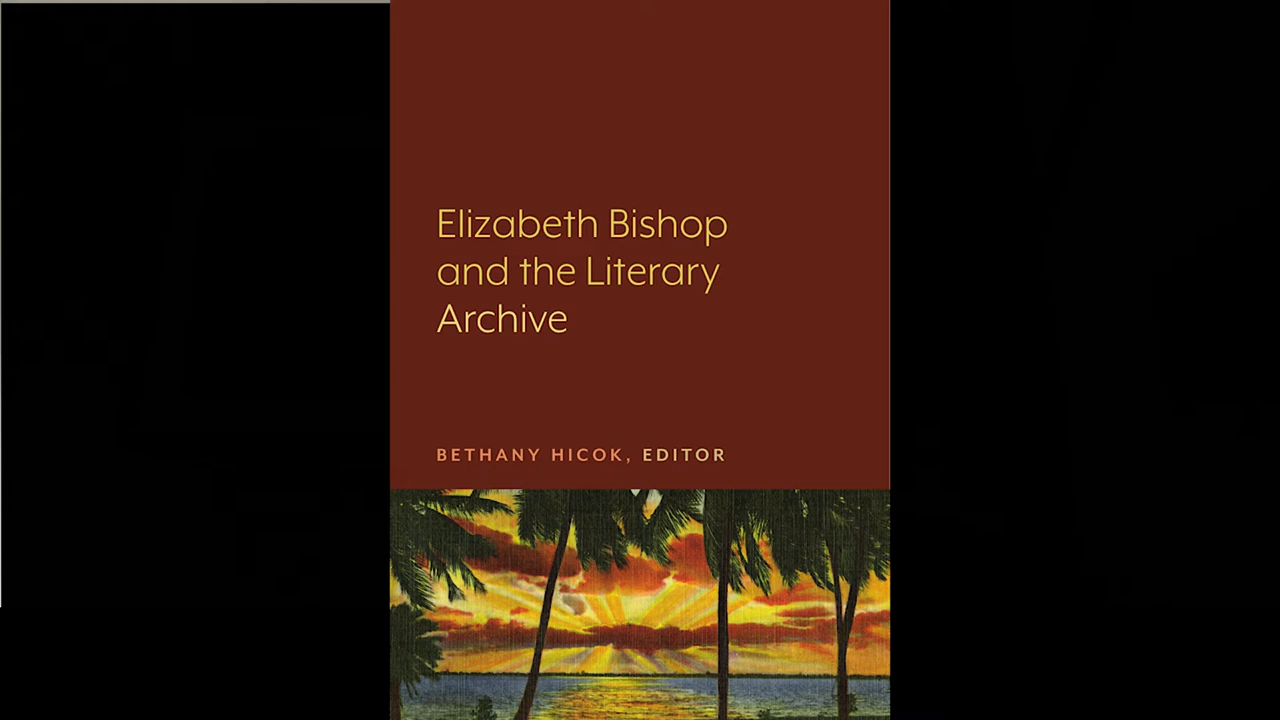 Elizabeth Bishop
and the Literary
Archive
BETHANY HICOK, EDITOR